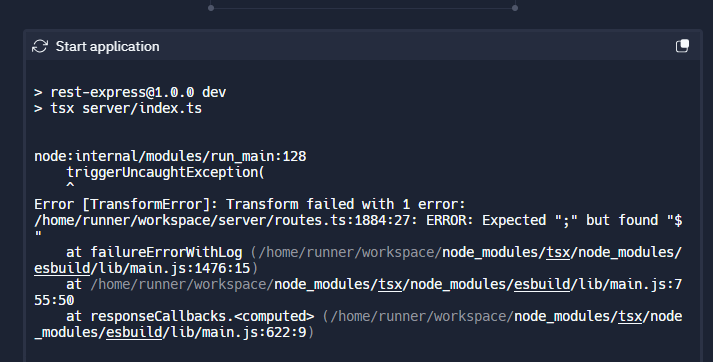 Start application
> rest-express@1.0.0 dev
> tsx server/index.ts
node:internal/modules/run_main:128
    triggerUncaughtException(
    ^
Error [TransformError]: Transform failed with 1 error:
/home/runner/workspace/server/routes.ts:1884:27: ERROR: Expected ";" but found "$
"
    at failureErrorWithLog (/home/runner/workspace/node_modules/tsx/node_modules/
esbuild/lib/main.js:1476:15)
    at /home/runner/workspace/node_modules/tsx/node_modules/esbuild/lib/main.js:7
55:50
    at responseCallbacks.<computed> (/home/runner/workspace/node_modules/tsx/node
_modules/esbuild/lib/main.js:622:9)